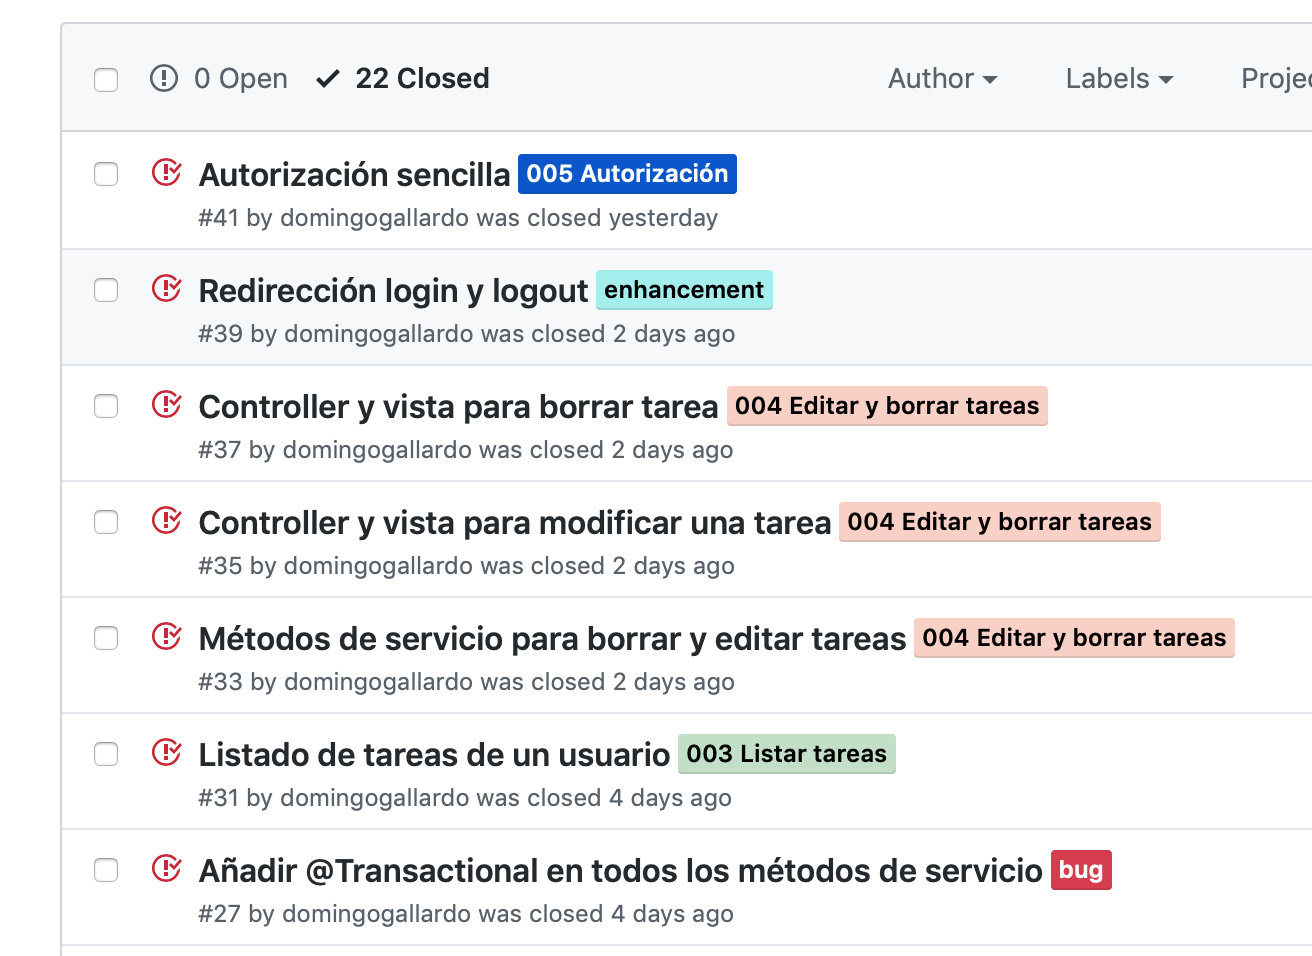 0 Open 22 Closed Author Labels Projec
Autorización sencilla 005 Autorización
#41 by domingogallardo was closed yesterday
Redirección login y logout enhancement
#39 by domingogallardo was closed 2 days ago
Controller y vista para borrar tarea 004 Editar y borrar tareas
#37 by domingogallardo was closed 2 days ago
Controller y vista para modificar una tarea 004 Editar y borrar tareas
#35 by domingogallardo was closed 2 days ago
Métodos de servicio para borrar y editar tareas 004 Editar y borrar tareas
#33 by domingogallardo was closed 2 days ago
Listado de tareas de un usuario 003 Listar tareas
#31 by domingogallardo was closed 4 days ago
Añadir @Transactional en todos los métodos de servicio bug
#27 by domingogallardo was closed 4 days ago